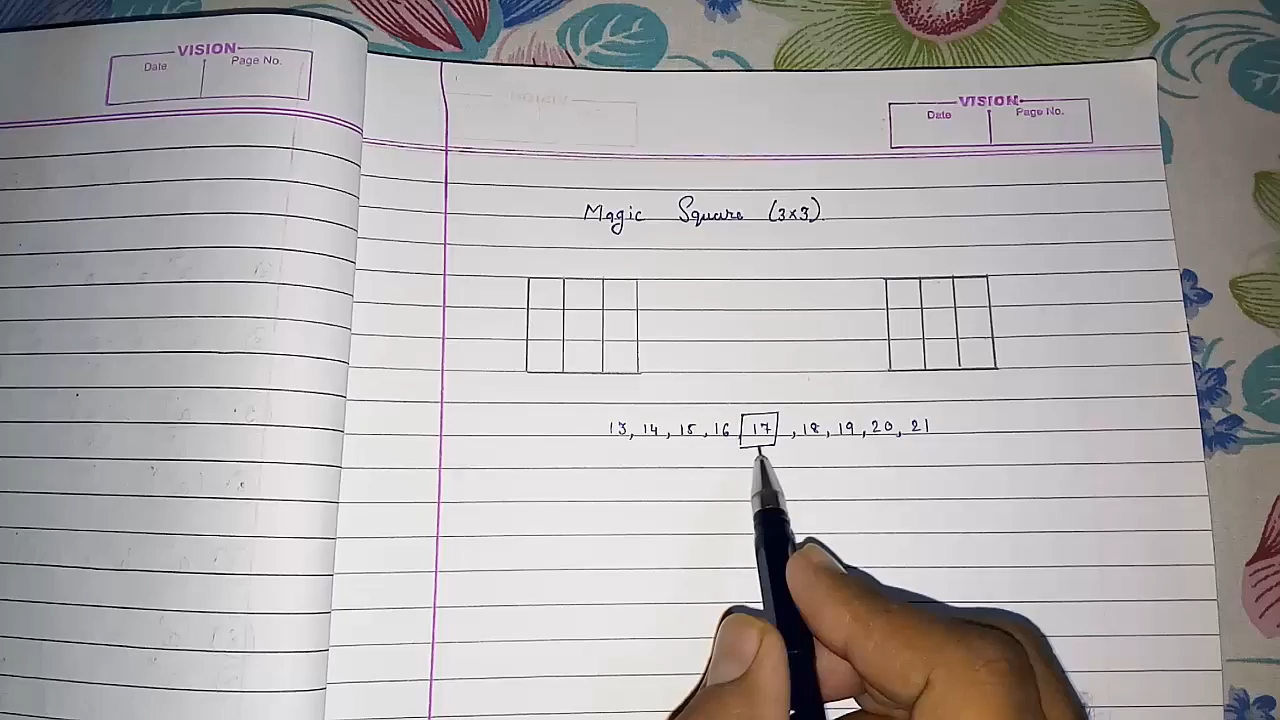 VISION
Date Page No.
VISION
Date Page No.
Magic Square (3x3)
13, 14, 15, 16, 17, 18, 19, 20, 21